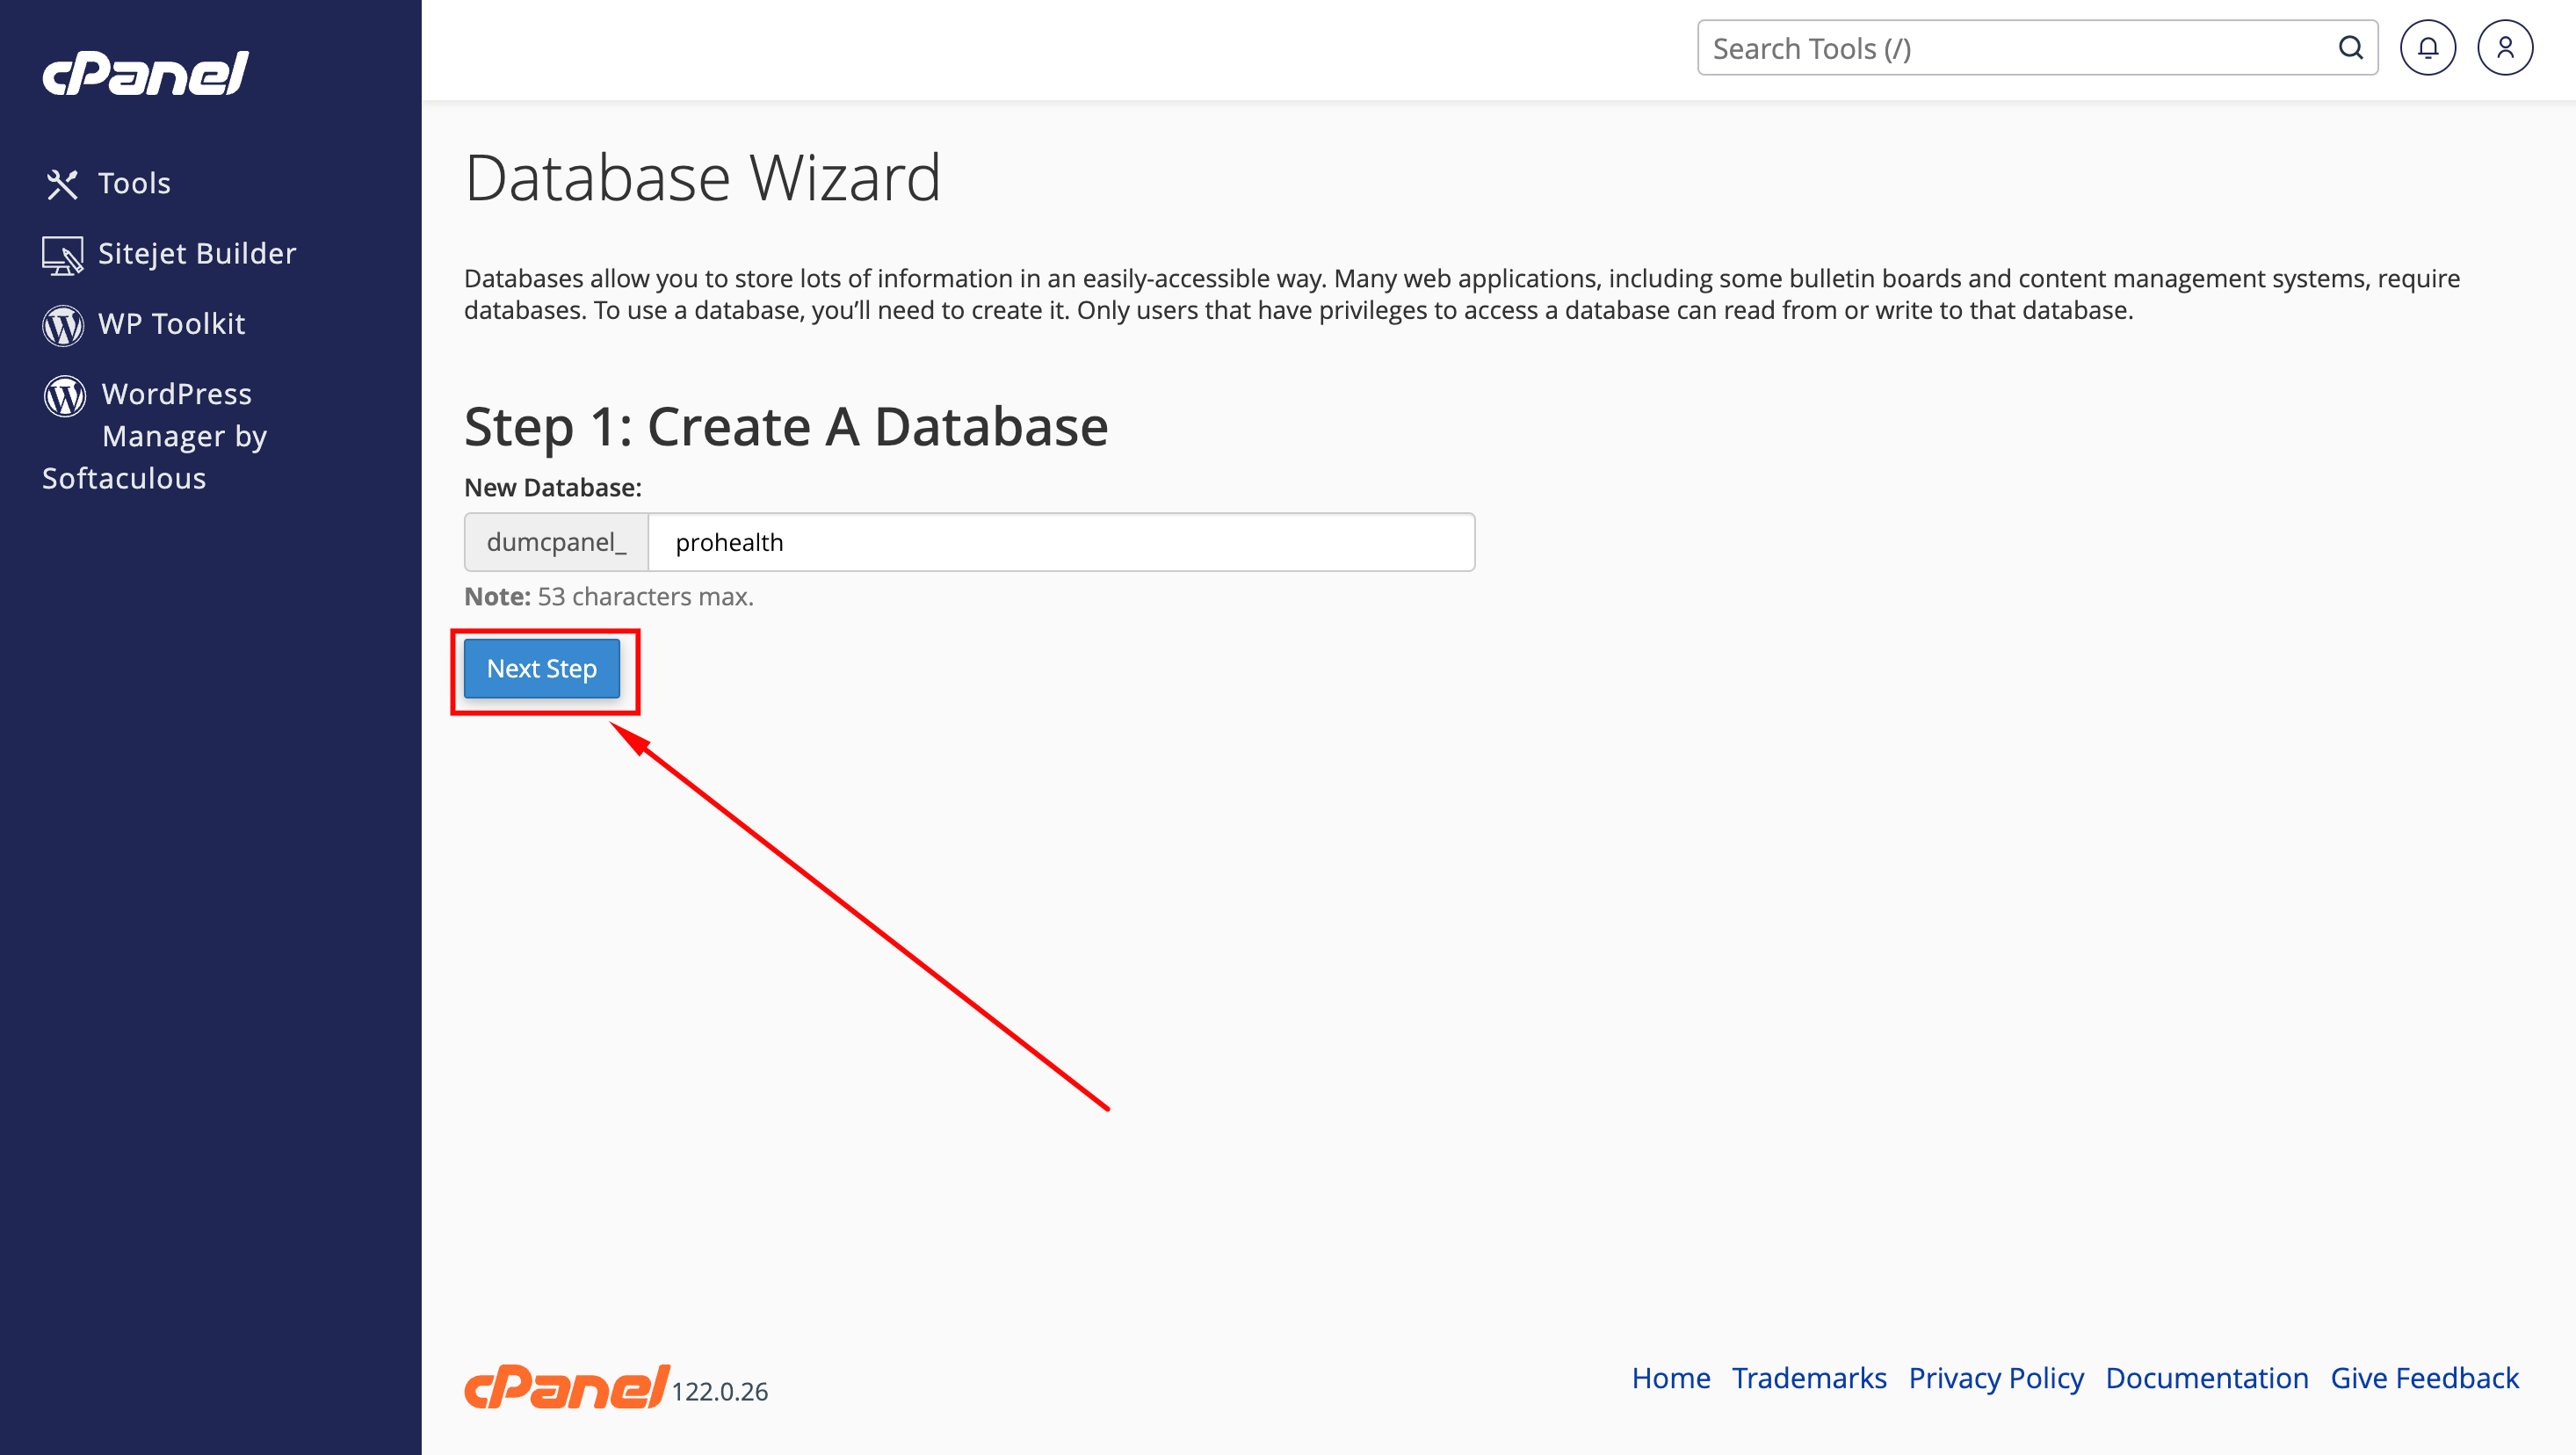 cPanel
Search Tools (/)
Tools
Sitejet Builder
WP Toolkit
WordPress
Manager by
Softaculous
Database Wizard
Databases allow you to store lots of information in an easily-accessible way. Many web applications, including some bulletin boards and content management systems, require
databases. To use a database, you’ll need to create it. Only users that have privileges to access a database can read from or write to that database.
Step 1: Create A Database
New Database:
dumcpanel_ prohealth
Note: 53 characters max.
Next Step
cPanel 122.0.26
Home Trademarks Privacy Policy Documentation Give Feedback